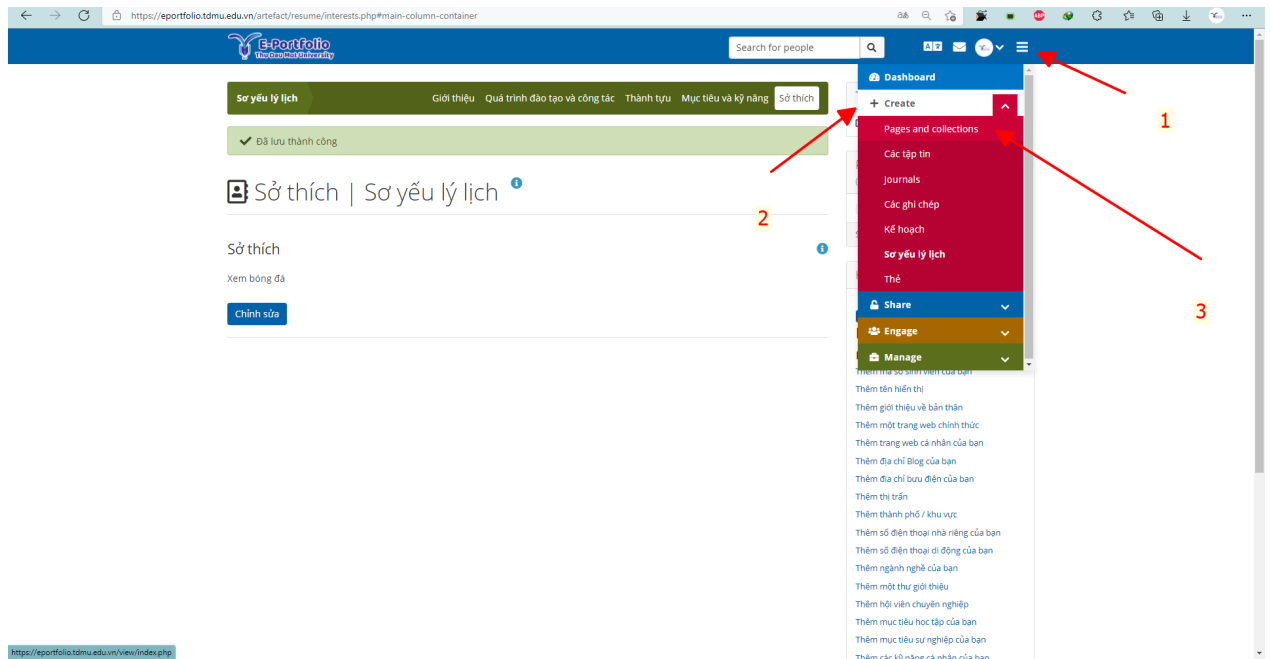 https://eportfolio.tdmu.edu.vn/artefact/resume/interests.php#main-column-container
E-Portfolio
Thu Dau Mot University
Search for people
Dashboard
Sơ yếu lý lịch
Giới thiệu Quá trình đào tạo và công tác Thành tựu Mục tiêu và kỹ năng Sở thích
+ Create
1
Pages and collections
Đã lưu thành công
Các tập tin
Journals
Sở thích | Sơ yếu lý lịch
Các ghi chép
2
Kế hoạch
Sở thích
Sơ yếu lý lịch
Xem bóng đá
Thẻ
Chỉnh sửa
Share
3
Engage
Manage
Thêm mã số sinh viên của bạn
Thêm tên hiển thị
Thêm giới thiệu về bản thân
Thêm một trang web chính thức
Thêm trang web cá nhân của bạn
Thêm địa chỉ Blog của bạn
Thêm địa chỉ bưu điện của bạn
Thêm thị trấn
Thêm thành phố / khu vực
Thêm số điện thoại nhà riêng của bạn
Thêm số điện thoại di động của bạn
Thêm ngành nghề của bạn
Thêm một thư giới thiệu
Thêm hội viên chuyên nghiệp
Thêm mục tiêu học tập của bạn
Thêm mục tiêu sự nghiệp của bạn
Thêm các kỹ năng cá nhân của bạn
https://eportfolio.tdmu.edu.vn/view/index.php